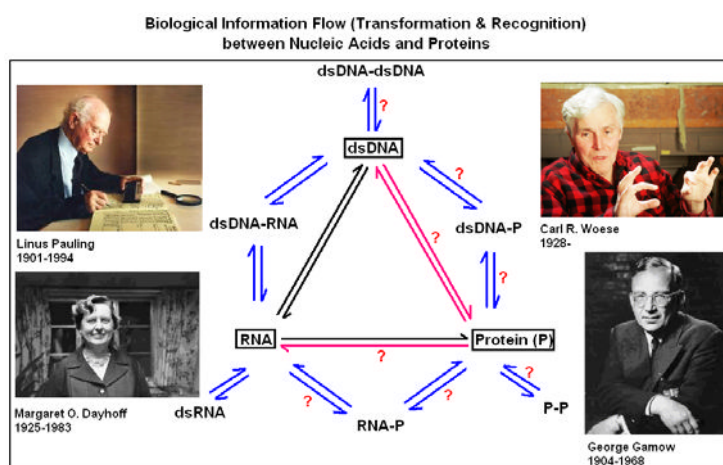 Biological Information Flow (Transformation & Recognition)
between Nucleic Acids and Proteins
dsDNA-dsDNA
?
dsDNA
?
dsDNA-RNA
?
dsDNA-P
Linus Pauling
1901-1994
Carl R. Woese
1928-
?
RNA
?
Protein (P)
dsRNA
?
RNA-P
?
?
P-P
Margaret O. Dayhoff
1925-1983
George Gamow
1904-1968